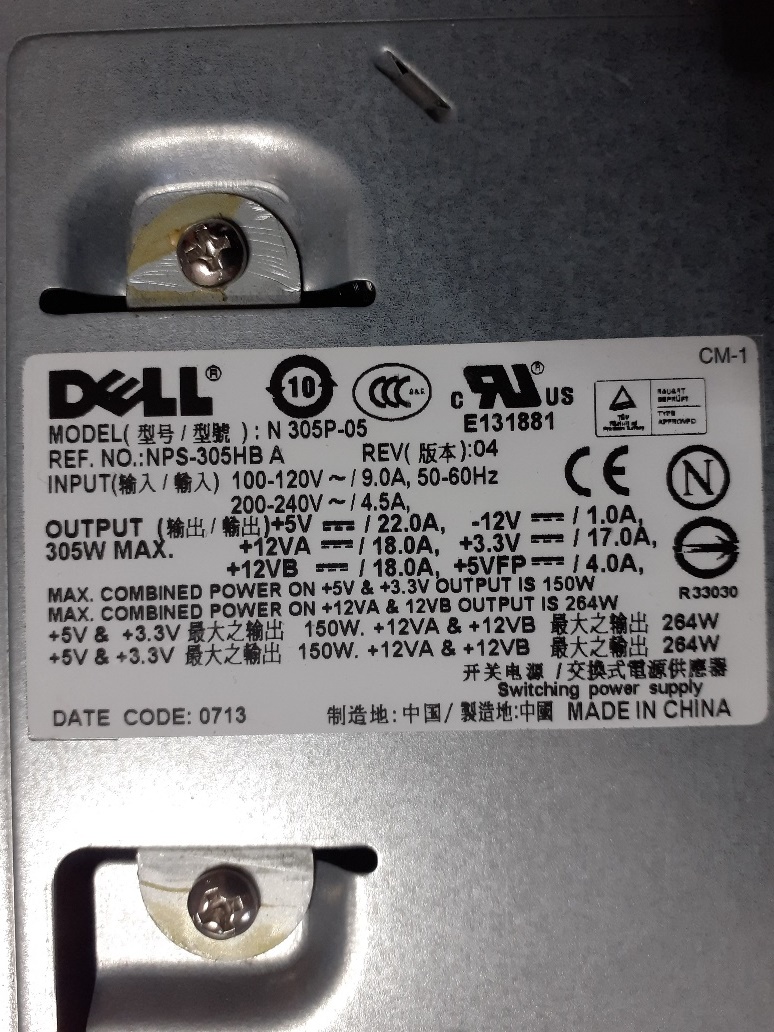 CM-1
DELL®
10
CCC S&E
c RU® US
E131881
TYPE APPROVED
MODEL(型号/型號): N 305P-05
REF. NO.:NPS-305HB A REV(版本):04
INPUT(输入/輸入) 100-120V ~ / 9.0A, 50-60Hz
200-240V ~ / 4.5A,
CE N
OUTPUT (输出/輸出)+5V ⎓ / 22.0A, -12V ⎓ / 1.0A,
305W MAX. +12VA ⎓ / 18.0A, +3.3V ⎓ / 17.0A,
+12VB ⎓ / 18.0A, +5VFP ⎓ / 4.0A,
R33030
MAX. COMBINED POWER ON +5V & +3.3V OUTPUT IS 150W
MAX. COMBINED POWER ON +12VA & 12VB OUTPUT IS 264W
+5V & +3.3V 最大之輸出 150W. +12VA & +12VB 最大之輸出 264W
+5V & +3.3V 最大之輸出 150W. +12VA & +12VB 最大之輸出 264W
开关电源 /交換式電源供應器
Switching power supply
DATE CODE: 0713 制造地:中国/製造地:中國 MADE IN CHINA